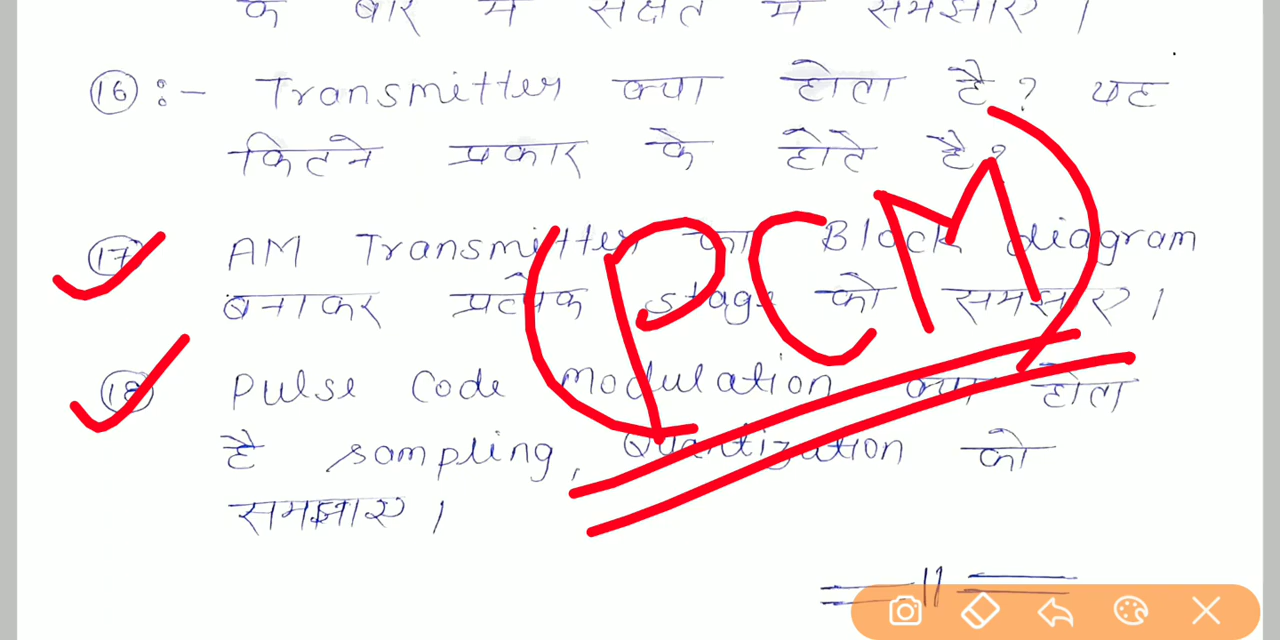 के बारे में संक्षेप में समझाए।
(16) :- Transmitter क्या होता है? यह
कितने प्रकार के होते है?
(17) AM Transmitter का Block diagram
बनाकर प्रत्येक stage को समझाए।
(18) Pulse Code Modulation क्या होता
है sampling, Quantization को
समझाए।
(PCM)